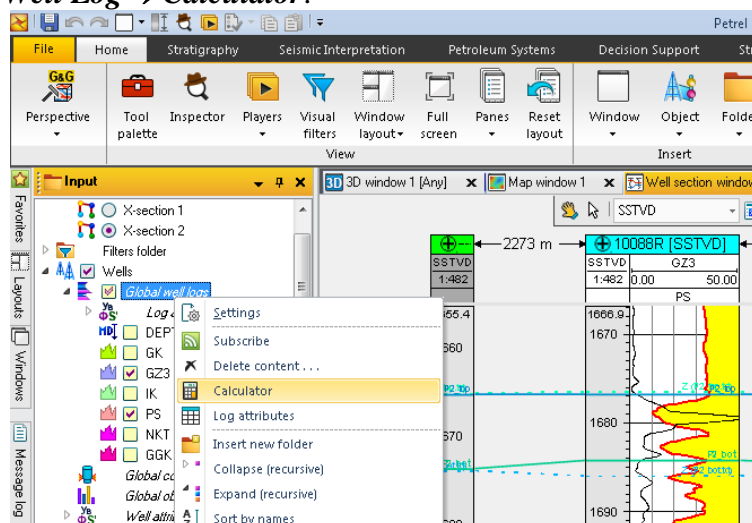 Well Log → Calculator:
Petrel
File Home Stratigraphy Seismic Interpretation Petroleum Systems Decision Support
G&G
Perspective Tool palette Inspector Players Visual filters Window layout Full screen Panes Reset layout Window Object
View Insert
Input
3D 3D window 1 [Any] Map window 1 Well section window
Favorites
Layouts
Windows
Message log
X-section 1
X-section 2
Filters folder
Wells
Global well logs
DEPT
GK
GZ3
IK
PS
NKT
GGK
Settings
Subscribe
Delete content . . .
Calculator
Log attributes
Insert new folder
Collapse (recursive)
Expand (recursive)
Sort by names
SSTVD
2273 m
10088R [SSTVD]
SSTVD
1:482
SSTVD GZ3
1:482 0.00 50.00
PS
1666.9
1670
1680
1690
P2_bot